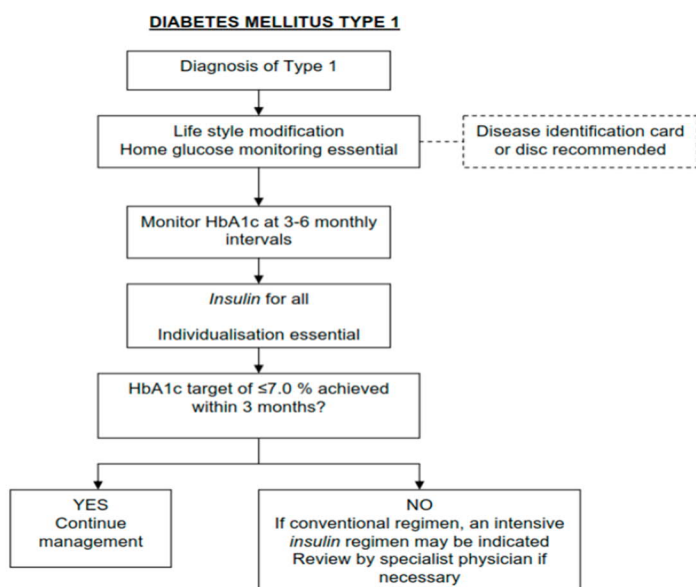 DIABETES MELLITUS TYPE 1
Diagnosis of Type 1
Life style modification
Home glucose monitoring essential
Disease identification card
or disc recommended
Monitor HbA1c at 3-6 monthly
intervals
Insulin for all
Individualisation essential
HbA1c target of ≤7.0 % achieved
within 3 months?
YES
Continue
management
NO
If conventional regimen, an intensive
insulin regimen may be indicated
Review by specialist physician if
necessary